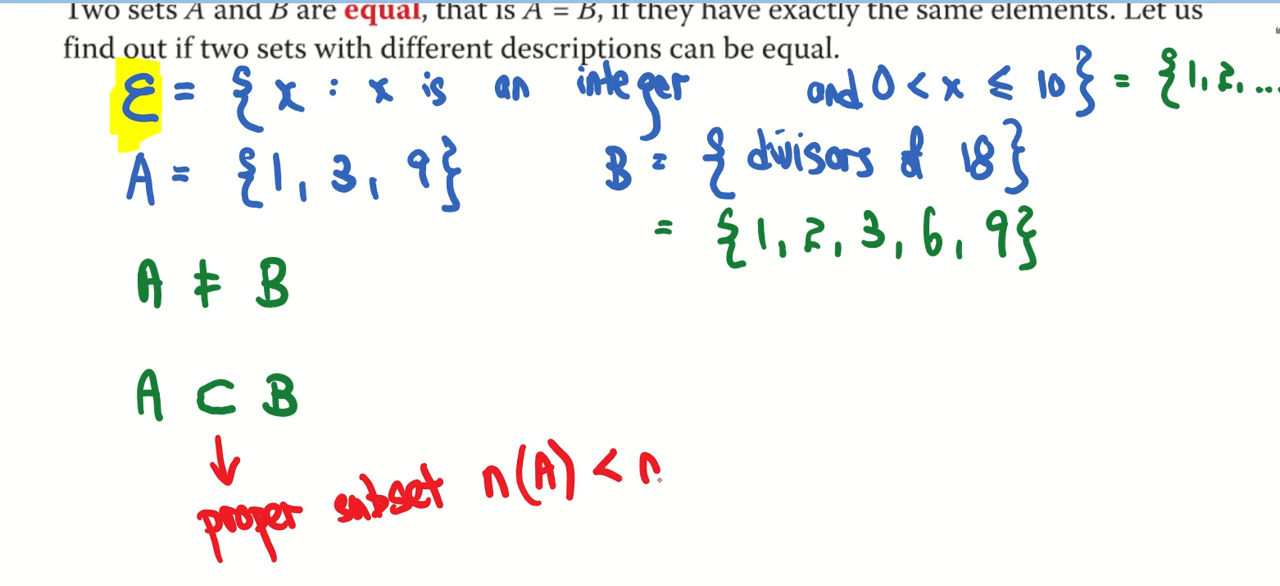 Two sets A and B are equal, that is A = B, if they have exactly the same elements. Let us
find out if two sets with different descriptions can be equal.
ℰ = {x : x is an integer and 0 < x ≤ 10} = {1, 2, ...
A = {1, 3, 9} B = {divisors of 18}
= {1, 2, 3, 6, 9}
A ≠ B
A ⊂ B
↓
proper subset n(A) < n